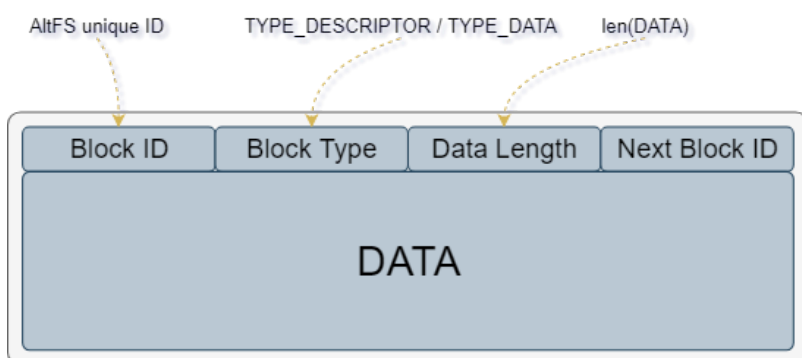 AltFS unique ID TYPE_DESCRIPTOR / TYPE_DATA len(DATA)
Block ID Block Type Data Length Next Block ID
DATA